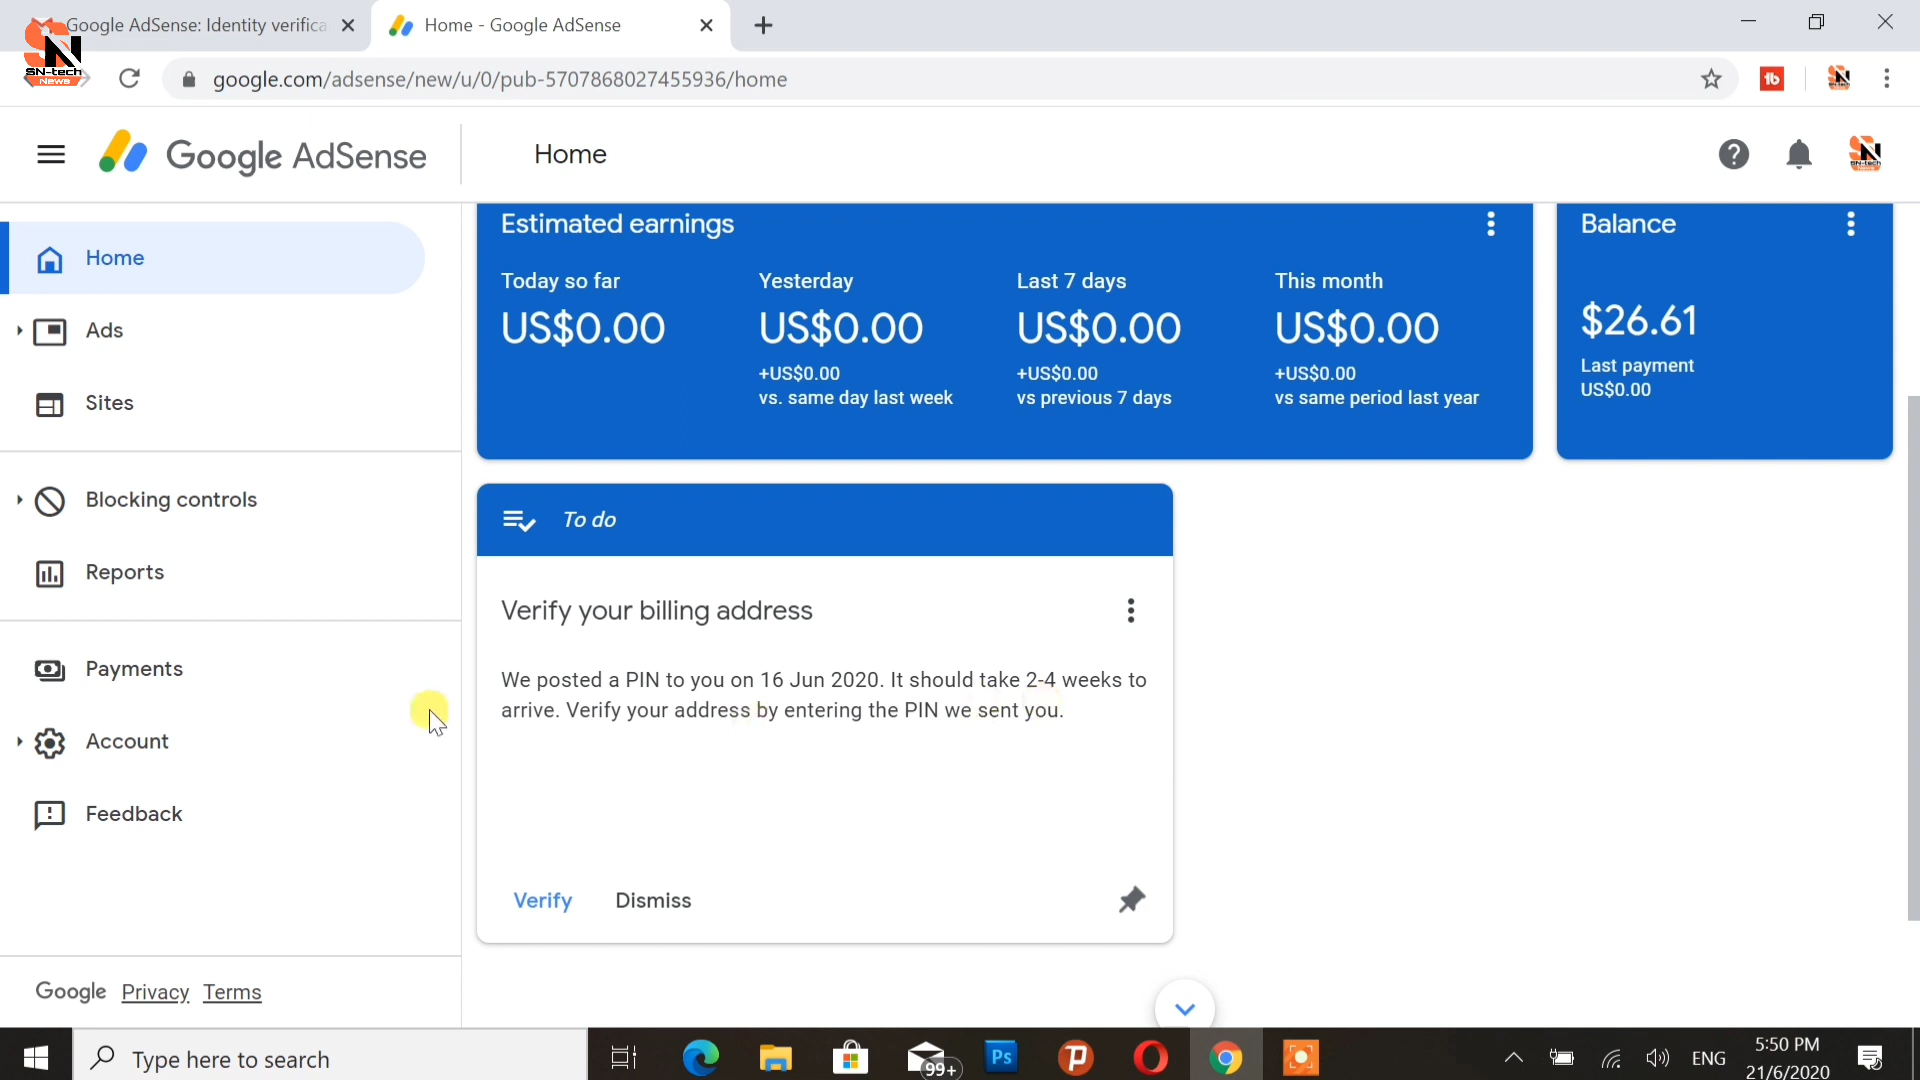 Google AdSense: Identity verifica
Home - Google AdSense
SN-tech
News
google.com/adsense/new/u/0/pub-5707868027455936/home
Google AdSense
Home
Home
Ads
Sites
Blocking controls
Reports
Payments
Account
Feedback
Google Privacy Terms
Estimated earnings
Today so far
US$0.00
Yesterday
US$0.00
+US$0.00
vs. same day last week
Last 7 days
US$0.00
+US$0.00
vs previous 7 days
This month
US$0.00
+US$0.00
vs same period last year
Balance
$26.61
Last payment
US$0.00
To do
Verify your billing address
We posted a PIN to you on 16 Jun 2020. It should take 2-4 weeks to
arrive. Verify your address by entering the PIN we sent you.
Verify Dismiss
Type here to search
99+
Ps
ENG
5:50 PM
21/6/2020